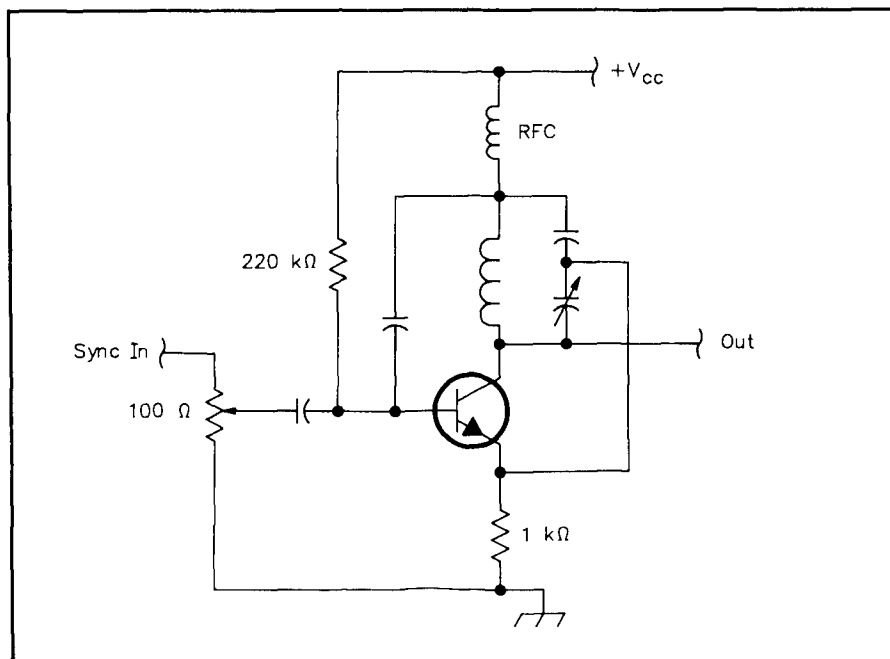 +Vcc
RFC
220 kΩ
Sync In
Out
100 Ω
1 kΩ